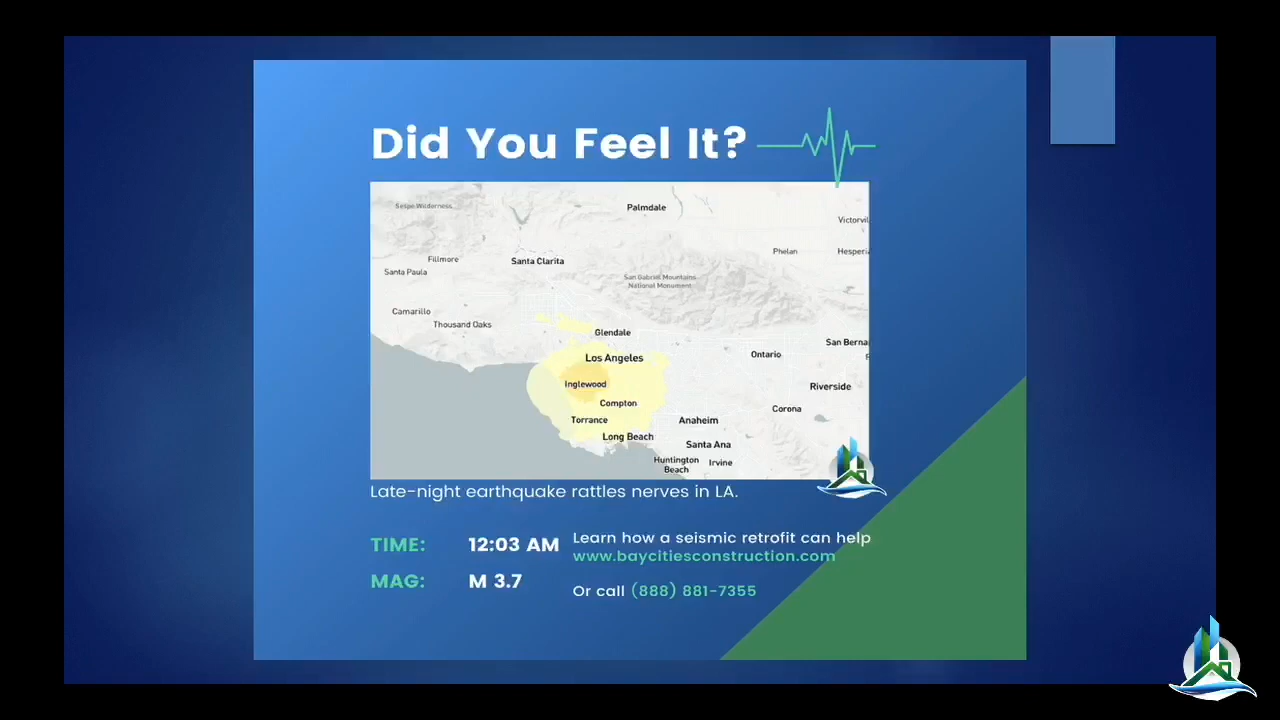 Did You Feel It?
Sespe Wilderness
Palmdale
Victorvil
Phelan
Hesperia
Fillmore
Santa Clarita
Santa Paula
San Gabriel Mountains
National Monument
Camarillo
Thousand Oaks
Glendale
San Berna
Los Angeles
Ontario
Inglewood
Riverside
Compton
Corona
Torrance
Anaheim
Long Beach
Santa Ana
Huntington
Beach
Irvine
Late-night earthquake rattles nerves in LA.
TIME: 12:03 AM
MAG: M 3.7
Learn how a seismic retrofit can help
www.baycitiesconstruction.com
Or call (888) 881-7355